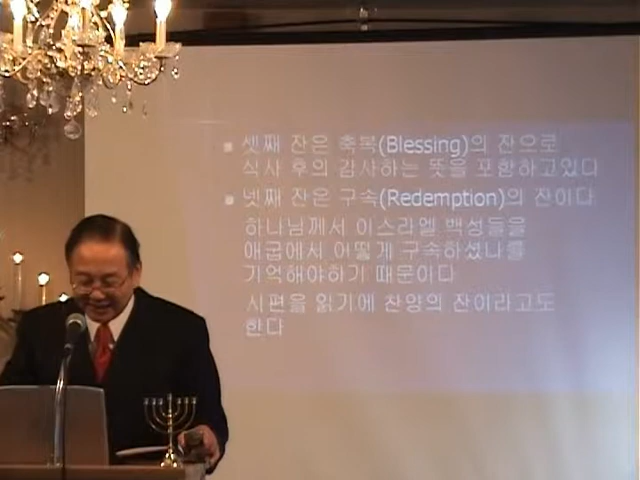 ▪ 셋째 잔은 축복(Blessing)의 잔으로
식사 후의 감사하는 뜻을 포함하고있다
▪ 넷째 잔은 구속(Redemption)의 잔이다
하나님께서 이스라엘 백성들을
애굽에서 어떻게 구속하셨나를
기억해야하기 때문이다
시편을 읽기에 찬양의 잔이라고도
한다